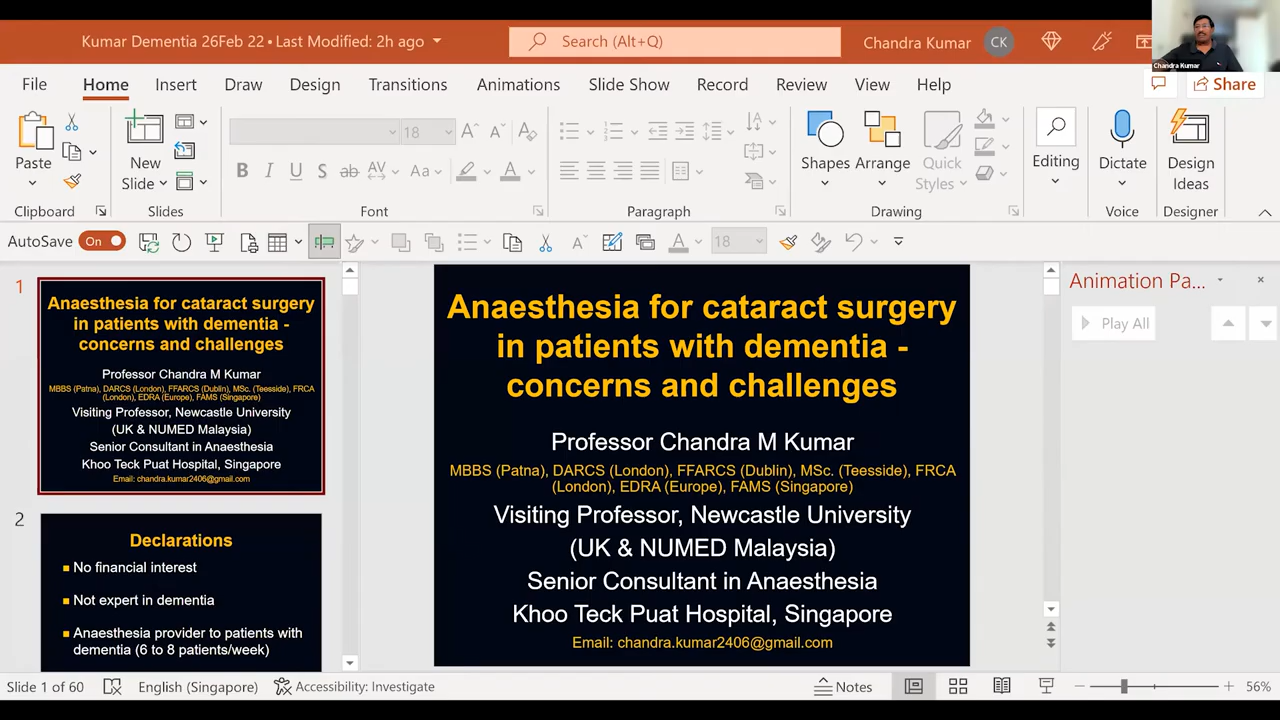 Kumar Dementia 26Feb 22 • Last Modified: 2h ago
Search (Alt+Q)
Chandra Kumar
CK
Chandra Kumar
File Home Insert Draw Design Transitions Animations Slide Show Record Review View Help
Share
Paste
New
Slide
18
B I U S ab AV Aa A
Shapes Arrange Quick
Styles
Editing
Dictate
Design
Ideas
Clipboard Slides Font Paragraph Drawing Voice Designer
AutoSave On
18
1
Anaesthesia for cataract surgery
in patients with dementia -
concerns and challenges
Professor Chandra M Kumar
MBBS (Patna), DARCS (London), FFARCS (Dublin), MSc. (Teesside), FRCA
(London), EDRA (Europe), FAMS (Singapore)
Visiting Professor, Newcastle University
(UK & NUMED Malaysia)
Senior Consultant in Anaesthesia
Khoo Teck Puat Hospital, Singapore
Email: chandra.kumar2406@gmail.com
2
Declarations
No financial interest
Not expert in dementia
Anaesthesia provider to patients with
dementia (6 to 8 patients/week)
Anaesthesia for cataract surgery
in patients with dementia -
concerns and challenges
Professor Chandra M Kumar
MBBS (Patna), DARCS (London), FFARCS (Dublin), MSc. (Teesside), FRCA
(London), EDRA (Europe), FAMS (Singapore)
Visiting Professor, Newcastle University
(UK & NUMED Malaysia)
Senior Consultant in Anaesthesia
Khoo Teck Puat Hospital, Singapore
Email: chandra.kumar2406@gmail.com
Animation Pa...
Play All
Slide 1 of 60 English (Singapore) Accessibility: Investigate Notes 56%